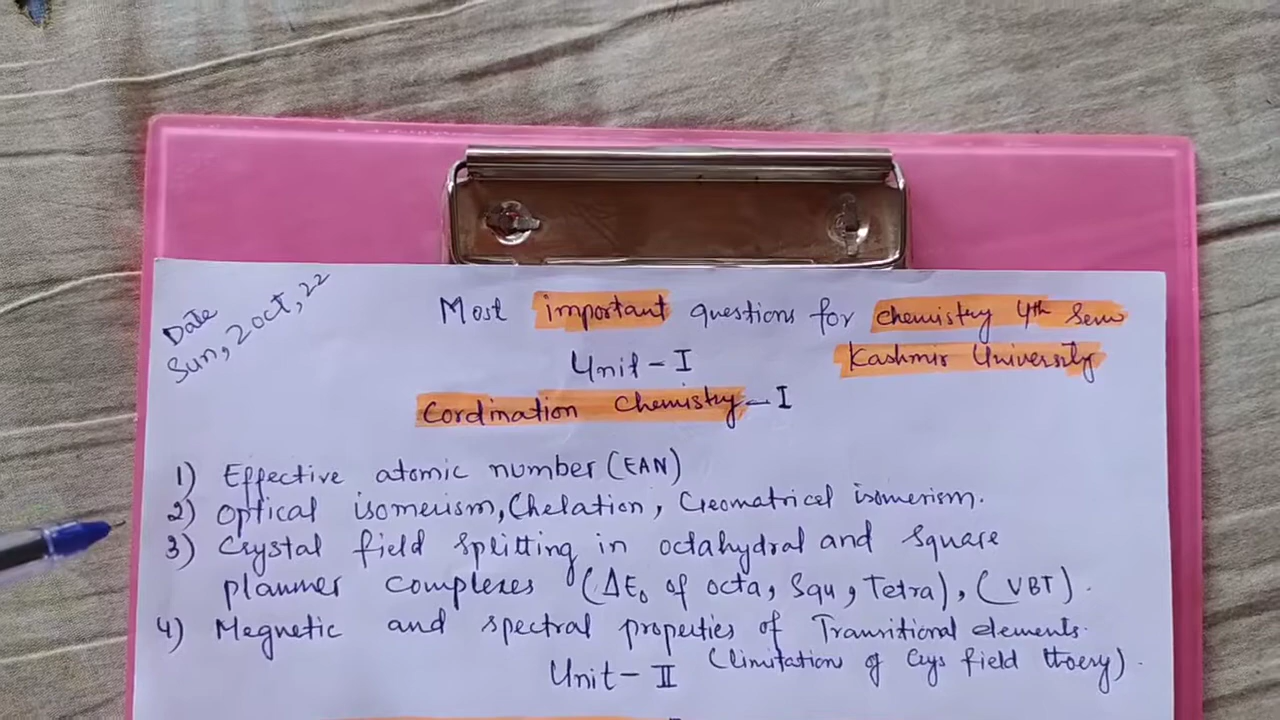 Date
Sun, 2 oct, 22
Most important questions for chemistry 4th Sem
Kashmir University
Unit - I
Cordination Chemistry - I
1) Effective atomic number (EAN)
2) Optical isomerism, Chelation, Geomatrical isomerism.
3) Crystal field splitting in octahydral and Square
planner complexes (ΔE₀ of octa, Squ, Tetra), (VBT).
4) Megnetic and spectral properties of Transitional elements.
(limitation of Crys field thoery).
Unit - II